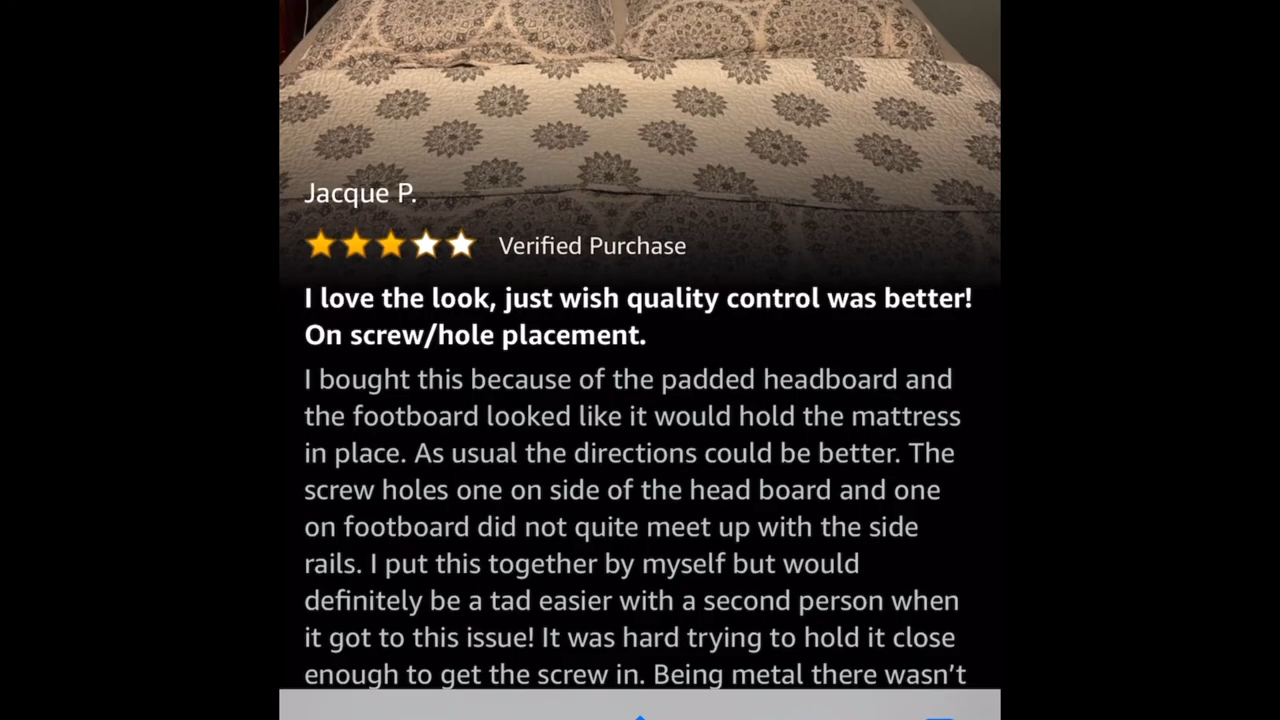 Jacque P.
Verified Purchase
I love the look, just wish quality control was better!
On screw/hole placement.
I bought this because of the padded headboard and
the footboard looked like it would hold the mattress
in place. As usual the directions could be better. The
screw holes one on side of the head board and one
on footboard did not quite meet up with the side
rails. I put this together by myself but would
definitely be a tad easier with a second person when
it got to this issue! It was hard trying to hold it close
enough to get the screw in. Being metal there wasn’t